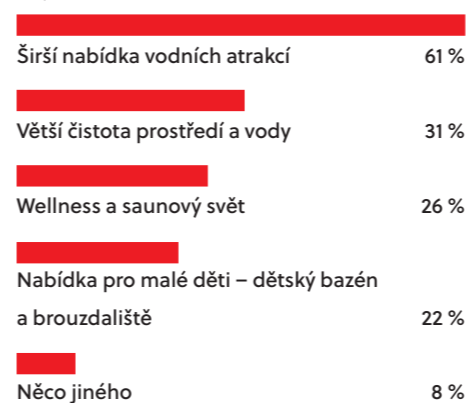 Širší nabídka vodních atrakcí 61 %
Větší čistota prostředí a vody 31 %
Wellness a saunový svět 26 %
Nabídka pro malé děti – dětský bazén
a brouzdaliště 22 %
Něco jiného 8 %